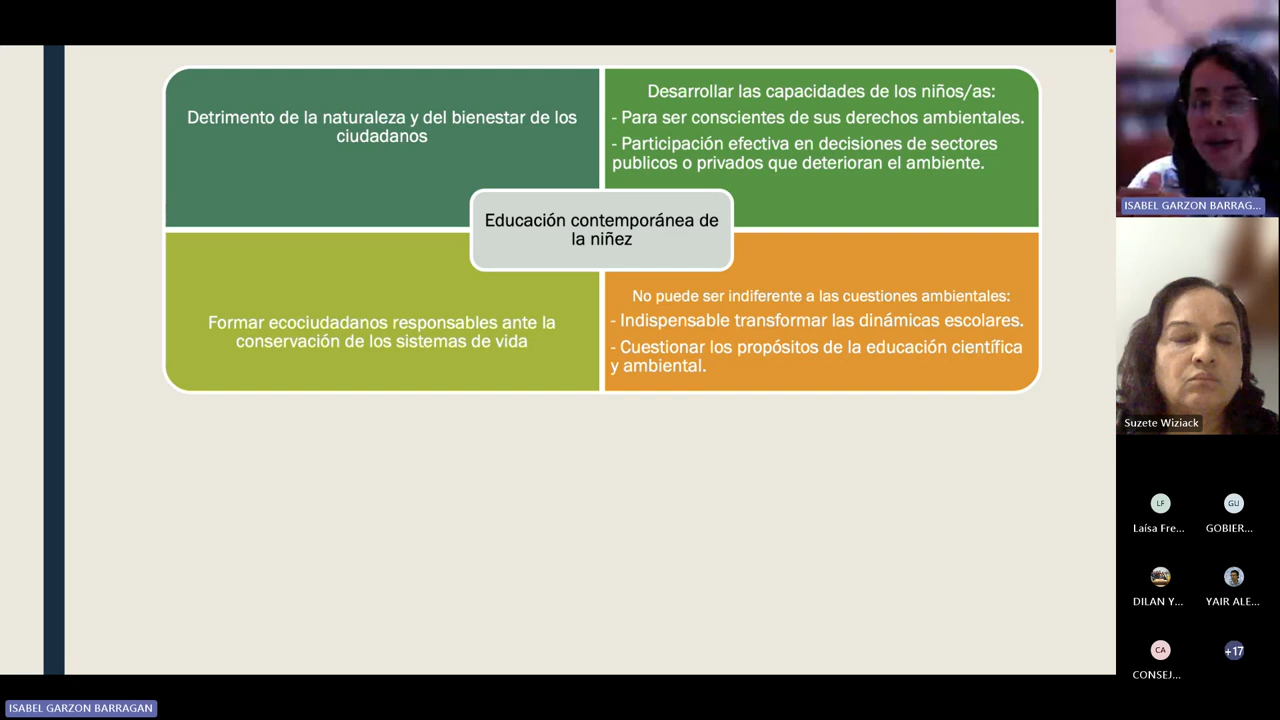 Detrimento de la naturaleza y del bienestar de los
ciudadanos
Desarrollar las capacidades de los niños/as:
- Para ser conscientes de sus derechos ambientales.
- Participación efectiva en decisiones de sectores
publicos o privados que deterioran el ambiente.
Educación contemporánea de
la niñez
Formar ecociudadanos responsables ante la
conservación de los sistemas de vida
No puede ser indiferente a las cuestiones ambientales:
- Indispensable transformar las dinámicas escolares.
- Cuestionar los propósitos de la educación científica
y ambiental.
ISABEL GARZON BARRAG...
Suzete Wiziack
LF
Laísa Fre...
GU
GOBIER...
DILAN Y...
YAIR ALE...
CA
CONSEJ...
+17
ISABEL GARZON BARRAGAN